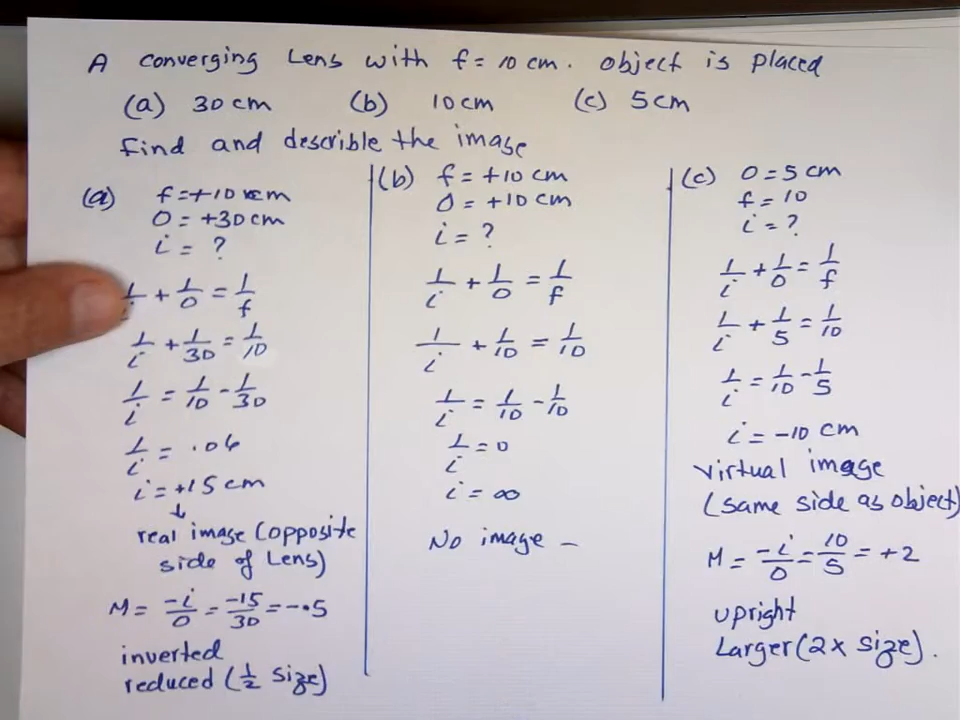 A converging Lens with f = 10 cm. object is placed
(a) 30 cm (b) 10 cm (c) 5 cm
Find and describle the image
(a) f = +10 cm
O = +30 cm
i = ?
1/i + 1/O = 1/f
1/i + 1/30 = 1/10
1/i = 1/10 - 1/30
1/i = .06
i = +15 cm
↓
real image (opposite
side of Lens)
M = -i/O = -15/30 = -.5
inverted
reduced (1/2 size)
(b) f = +10 cm
O = +10 cm
i = ?
1/i + 1/O = 1/f
1/i + 1/10 = 1/10
1/i = 1/10 - 1/10
1/i = 0
i = ∞
No image -
(c) O = 5 cm
f = 10
i = ?
1/i + 1/O = 1/f
1/i + 1/5 = 1/10
1/i = 1/10 - 1/5
i = -10 cm
virtual image
(same side as object)
M = -i/O = 10/5 = +2
upright
Larger (2x size).